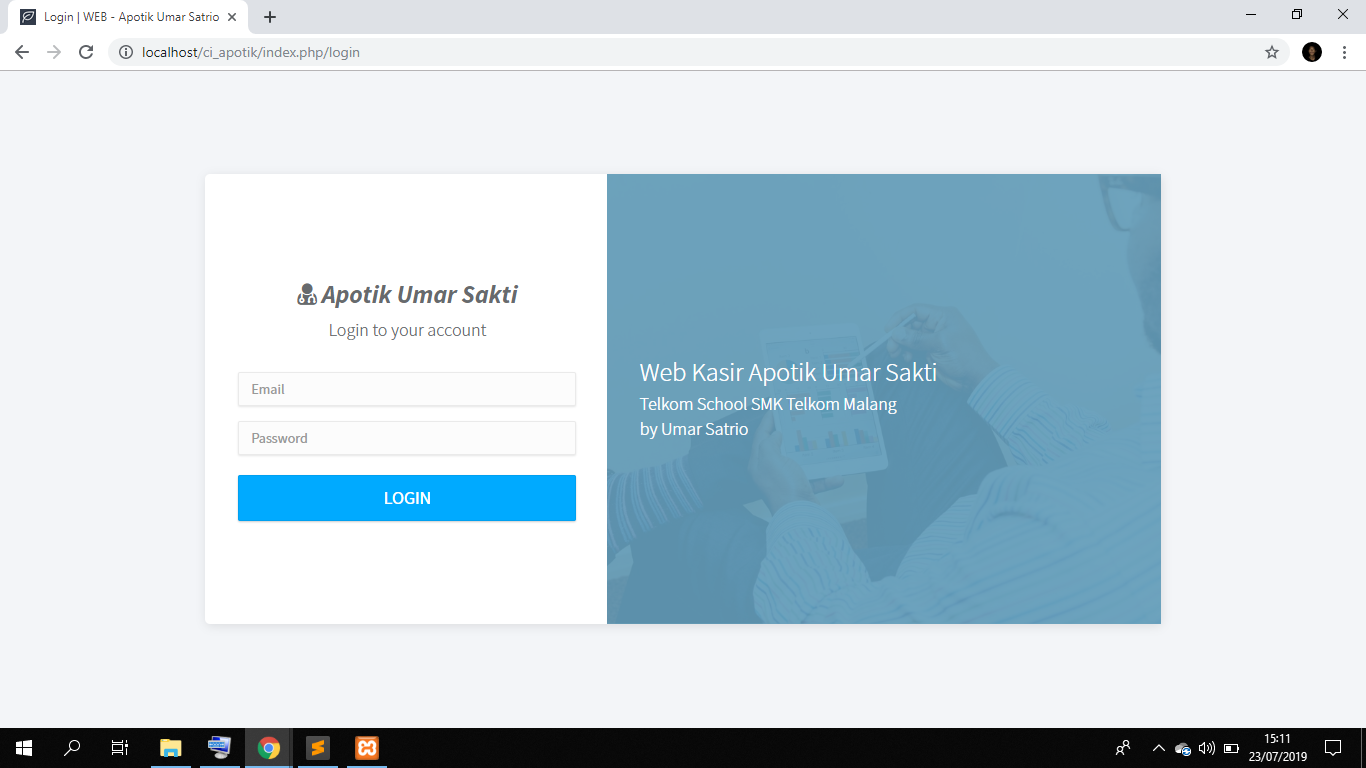 Login | WEB - Apotik Umar Satrio
localhost/ci_apotik/index.php/login
Apotik Umar Sakti
Login to your account
Email
Password
LOGIN
Web Kasir Apotik Umar Sakti
Telkom School SMK Telkom Malang
by Umar Satrio
15:11
23/07/2019